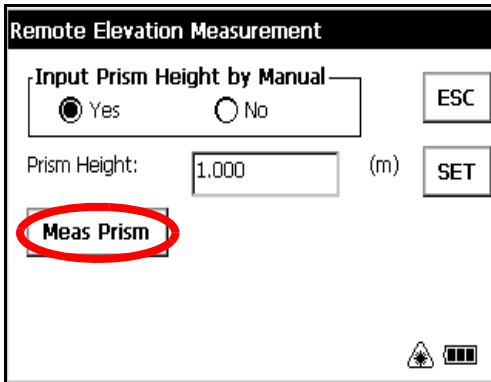 Remote Elevation Measurement
Input Prism Height by Manual
Yes No
ESC
Prism Height: 1.000 (m)
SET
Meas Prism